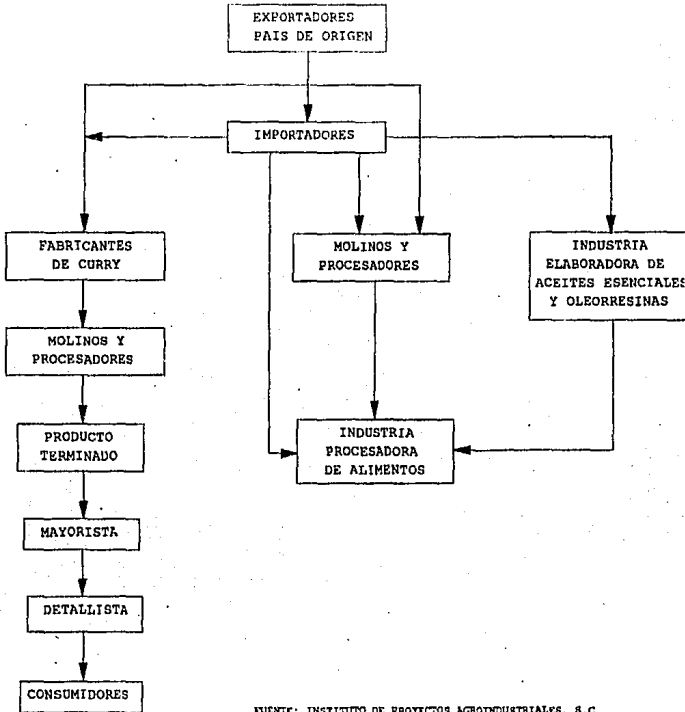 EXPORTADORES
PAIS DE ORIGEN
IMPORTADORES
FABRICANTES
DE CURRY
MOLINOS Y
PROCESADORES
INDUSTRIA
ELABORADORA DE
ACEITES ESENCIALES
Y OLEORRESINAS
MOLINOS Y
PROCESADORES
PRODUCTO
TERMINADO
INDUSTRIA
PROCESADORA
DE ALIMENTOS
MAYORISTA
DETALLISTA
CONSUMIDORES
FUENTE: INSTITUTO DE PROYECTOS AGROINDUSTRIALES, S.C.